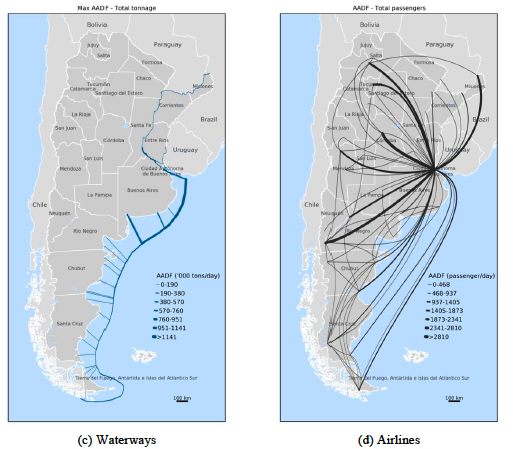 Max AADF - Total tonnage
Bolivia
Paraguay
Jujuy
Salta
Formosa
Chaco
Tucumán
Catamarca
Santiago del Estero
Misiones
Corrientes
La Rioja
Santa Fe
Brazil
San Juan
Córdoba
Entre Ríos
Uruguay
San Luis
Mendoza
Ciudad Autónoma
de Buenos Aires
Buenos Aires
La Pampa
Chile
Neuquén
Río Negro
Chubut
AADF ('000 tons/day)
0-190
190-380
380-570
570-760
760-951
951-1141
>1141
Santa Cruz
Tierra del Fuego, Antártida e Islas del Atlántico Sur
100 km
(c) Waterways
AADF - Total passengers
Bolivia
Paraguay
Jujuy
Salta
Formosa
Chaco
Tucumán
Catamarca
Santiago del Estero
Misiones
Corrientes
La Rioja
Santa Fe
Brazil
San Juan
Córdoba
Entre Ríos
Uruguay
San Luis
Mendoza
Buenos Aires
La Pampa
Chile
Neuquén
Río Negro
Chubut
AADF (passenger/day)
0-468
468-937
937-1405
1405-1873
1873-2341
2341-2810
>2810
Santa Cruz
Tierra del Fuego, Antártida e Islas del Atlántico Sur
100 km
(d) Airlines